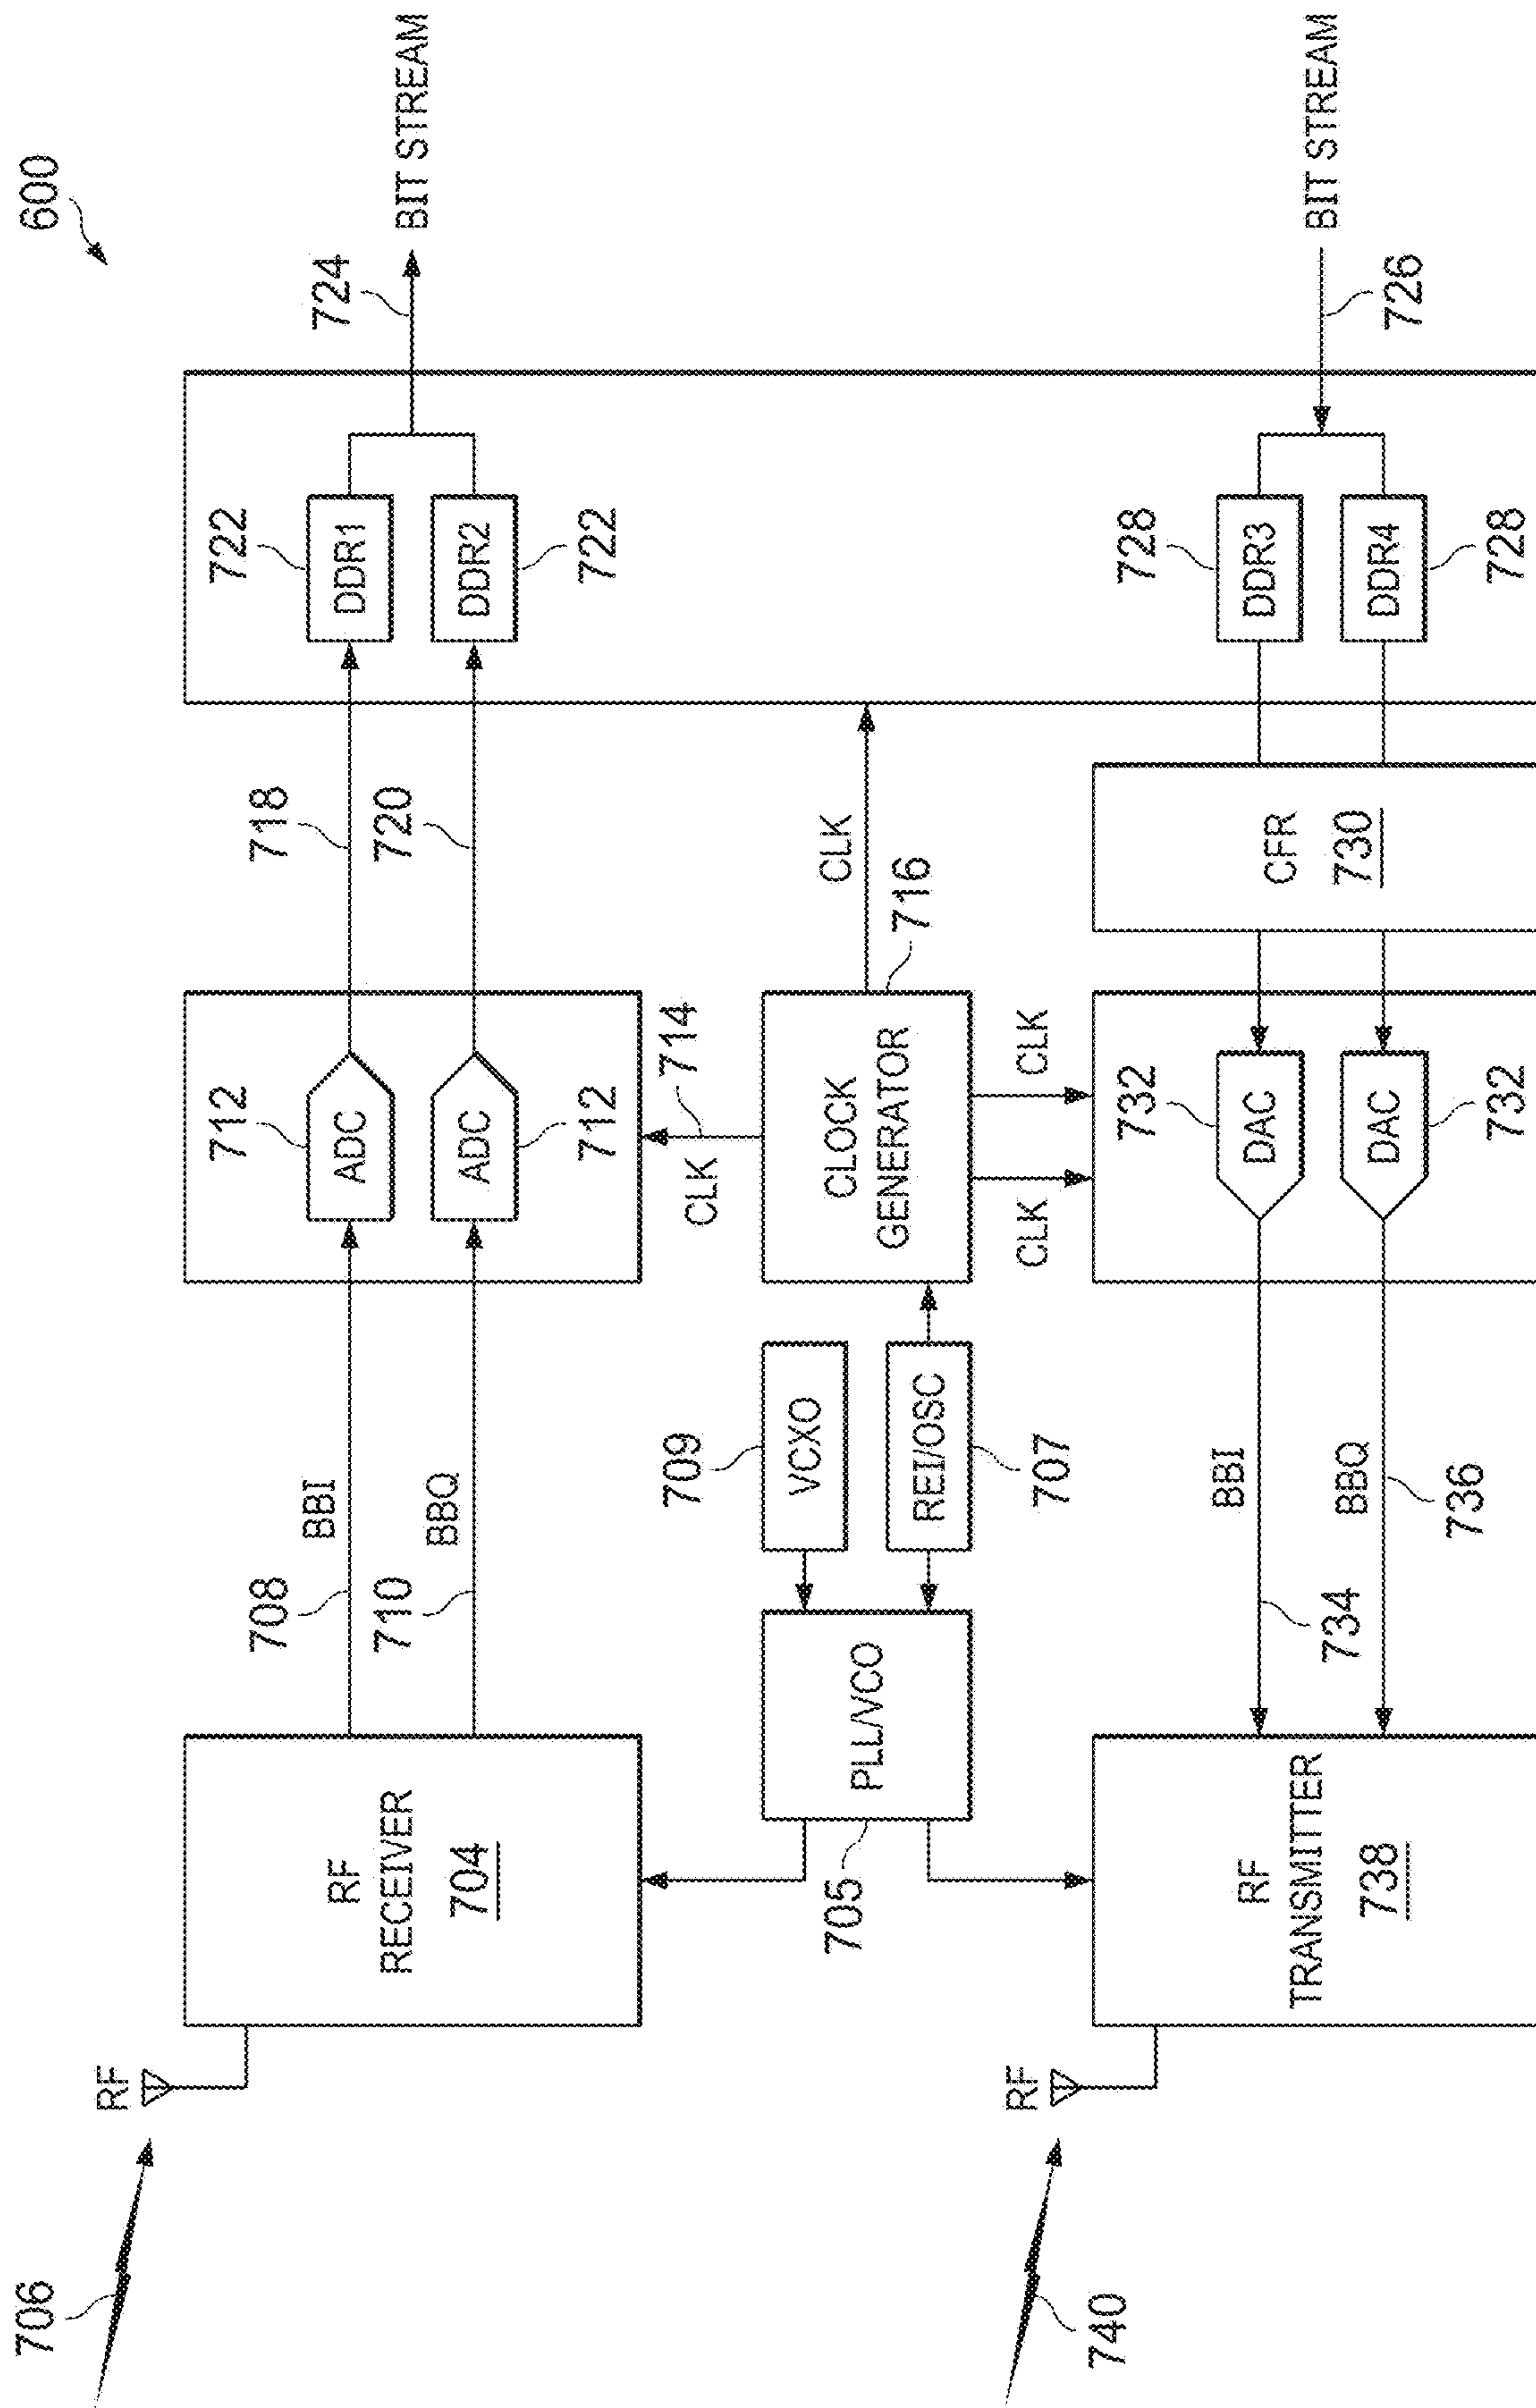 600
706
RF
RF
RECEIVER
704
708
BBI
710
BBQ
712
ADC
ADC
712
718
720
722
DDR1
DDR2
722
724
BIT STREAM
CLK
714
705
PLL/VCO
709
VCXO
REI/OSC
707
CLOCK
GENERATOR
716
CLK
CLK
CLK
740
RF
RF
TRANSMITTER
738
734
BBI
BBQ
736
732
DAC
DAC
732
CFR
730
728
DDR3
DDR4
728
726
BIT STREAM